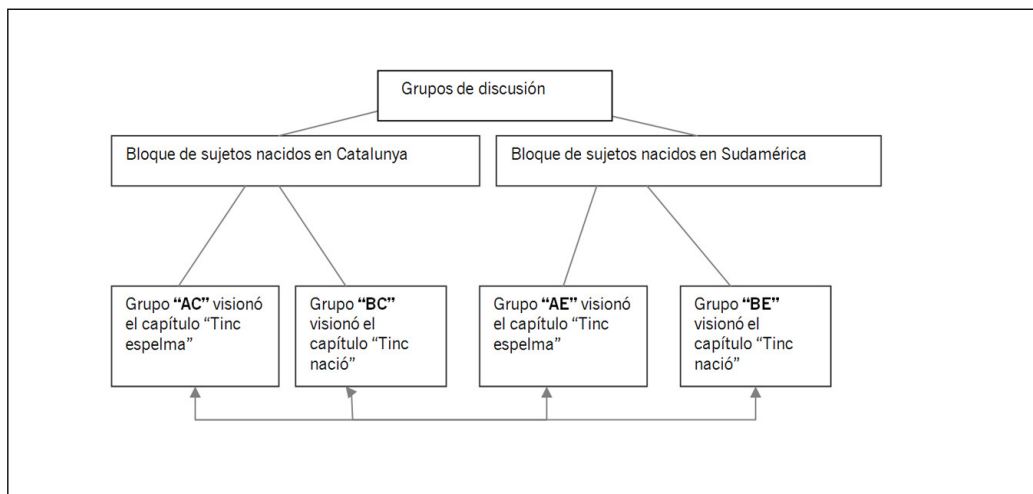 Grupos de discusión
Bloque de sujetos nacidos en Catalunya
Bloque de sujetos nacidos en Sudamérica
Grupo “AC” visionó
el capítulo “Tinc
espelma”
Grupo “BC”
visionó el
capítulo “Tinc
nació”
Grupo “AE” visionó
el capítulo “Tinc
espelma”
Grupo “BE”
visionó el
capítulo “Tinc
nació”